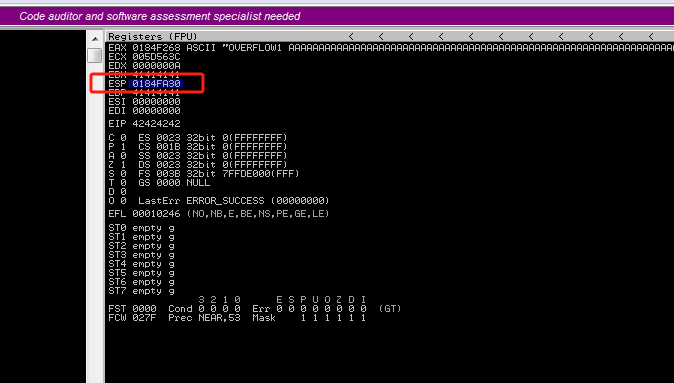 Code auditor and software assessment specialist needed
Registers (FPU) < < < < < < < < < < <
EAX 0184F268 ASCII "OVERFLOW1 AAAAAAAAAAAAAAAAAAAAAAAAAAAAAAAAAAAAAAAAAAAAAAAAAAAAAAAAAA
ECX 005D563C
EDX 0000000A
EBX 41414141
ESP 0184FA30
EBP 41414141
ESI 00000000
EDI 00000000
EIP 42424242
C 0 ES 0023 32bit 0(FFFFFFFF)
P 1 CS 001B 32bit 0(FFFFFFFF)
A 0 SS 0023 32bit 0(FFFFFFFF)
Z 1 DS 0023 32bit 0(FFFFFFFF)
S 0 FS 003B 32bit 7FFDE000(FFF)
T 0 GS 0000 NULL
D 0
O 0 LastErr ERROR_SUCCESS (00000000)
EFL 00010246 (NO,NB,E,BE,NS,PE,GE,LE)
ST0 empty g
ST1 empty g
ST2 empty g
ST3 empty g
ST4 empty g
ST5 empty g
ST6 empty g
ST7 empty g
3 2 1 0 E S P U O Z D I
FST 0000 Cond 0 0 0 0 Err 0 0 0 0 0 0 0 0 (GT)
FCW 027F Prec NEAR,53 Mask 1 1 1 1 1 1